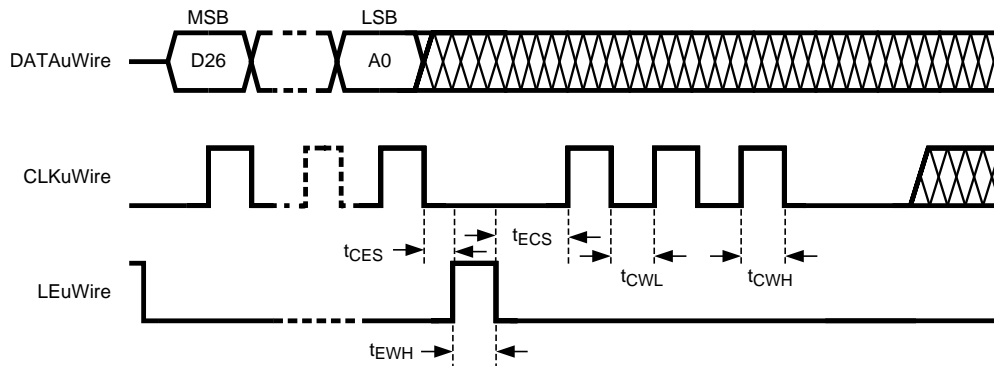 MSB LSB
DATAuWire D26 A0
CLKuWire
tCES tECS tCWL tCWH
LEuWire
tEWH